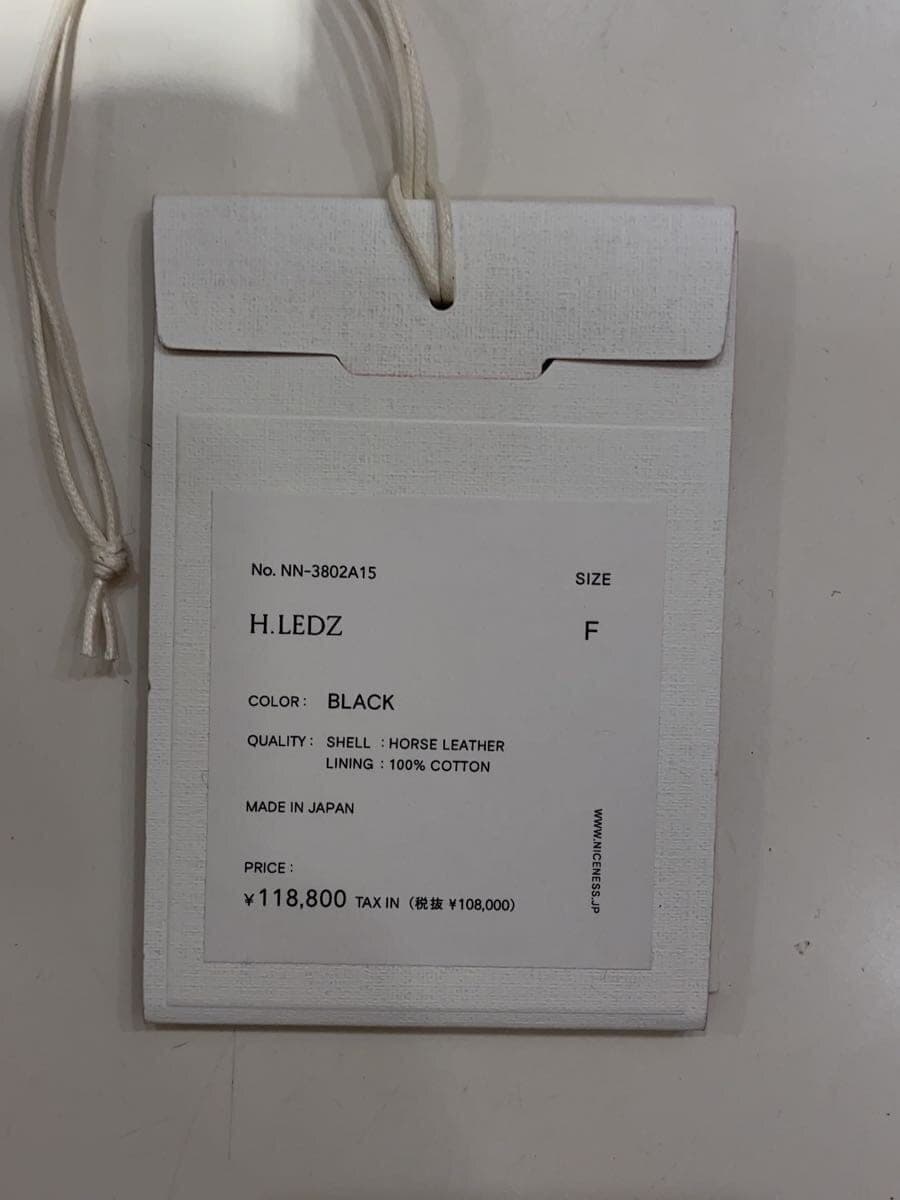 No. NN-3802A15
SIZE
H.LEDZ
F
COLOR: BLACK
QUALITY: SHELL : HORSE LEATHER
LINING : 100% COTTON
MADE IN JAPAN
WWW.NICENESS.JP
PRICE:
¥118,800 TAX IN (税抜 ¥108,000)